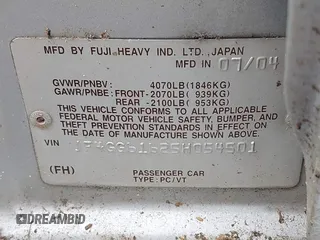 MFD BY FUJI HEAVY IND. LTD., JAPAN
MFD IN 07/04
GVWR/PNBV: 4070LB(1846KG)
GAWR/PNBE: FRONT-2070LB( 939KG)
REAR -2100LB( 953KG)
THIS VEHICLE CONFORMS TO ALL APPLICABLE
FEDERAL MOTOR VEHICLE SAFETY, BUMPER, AND
THEFT PREVENTION STANDARDS IN EFFECT ON
THE DATE OF MANUFACTURE SHOWN ABOVE.
VIN
(FH)
PASSENGER CAR
TYPE:PC/VT
DREAMBID